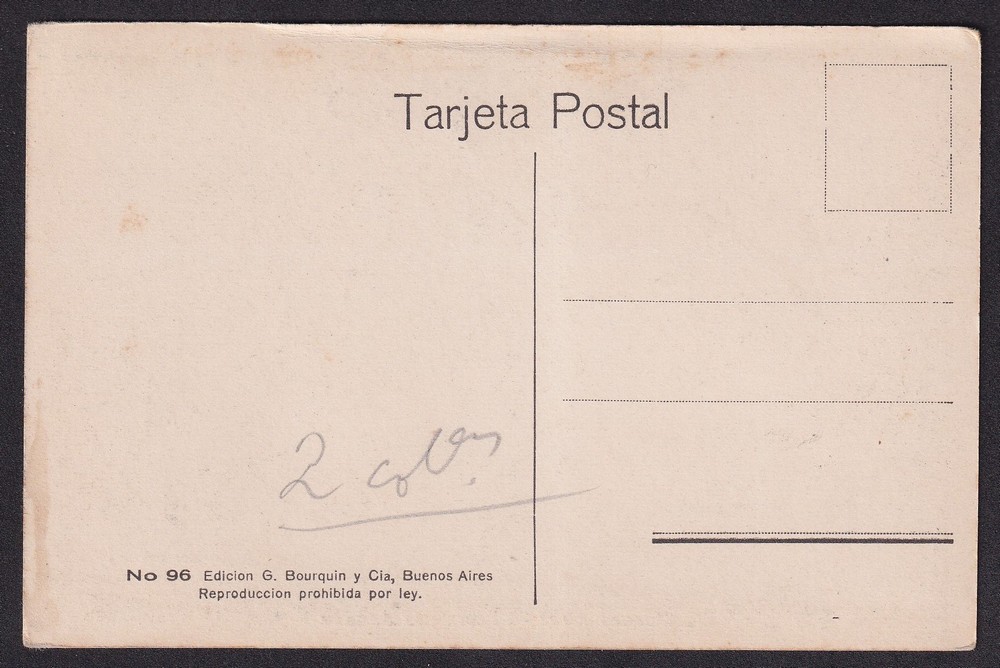 Tarjeta Postal
2
No 96 Edicion G. Bourquin y Cia, Buenos Aires
Reproduccion prohibida por ley.